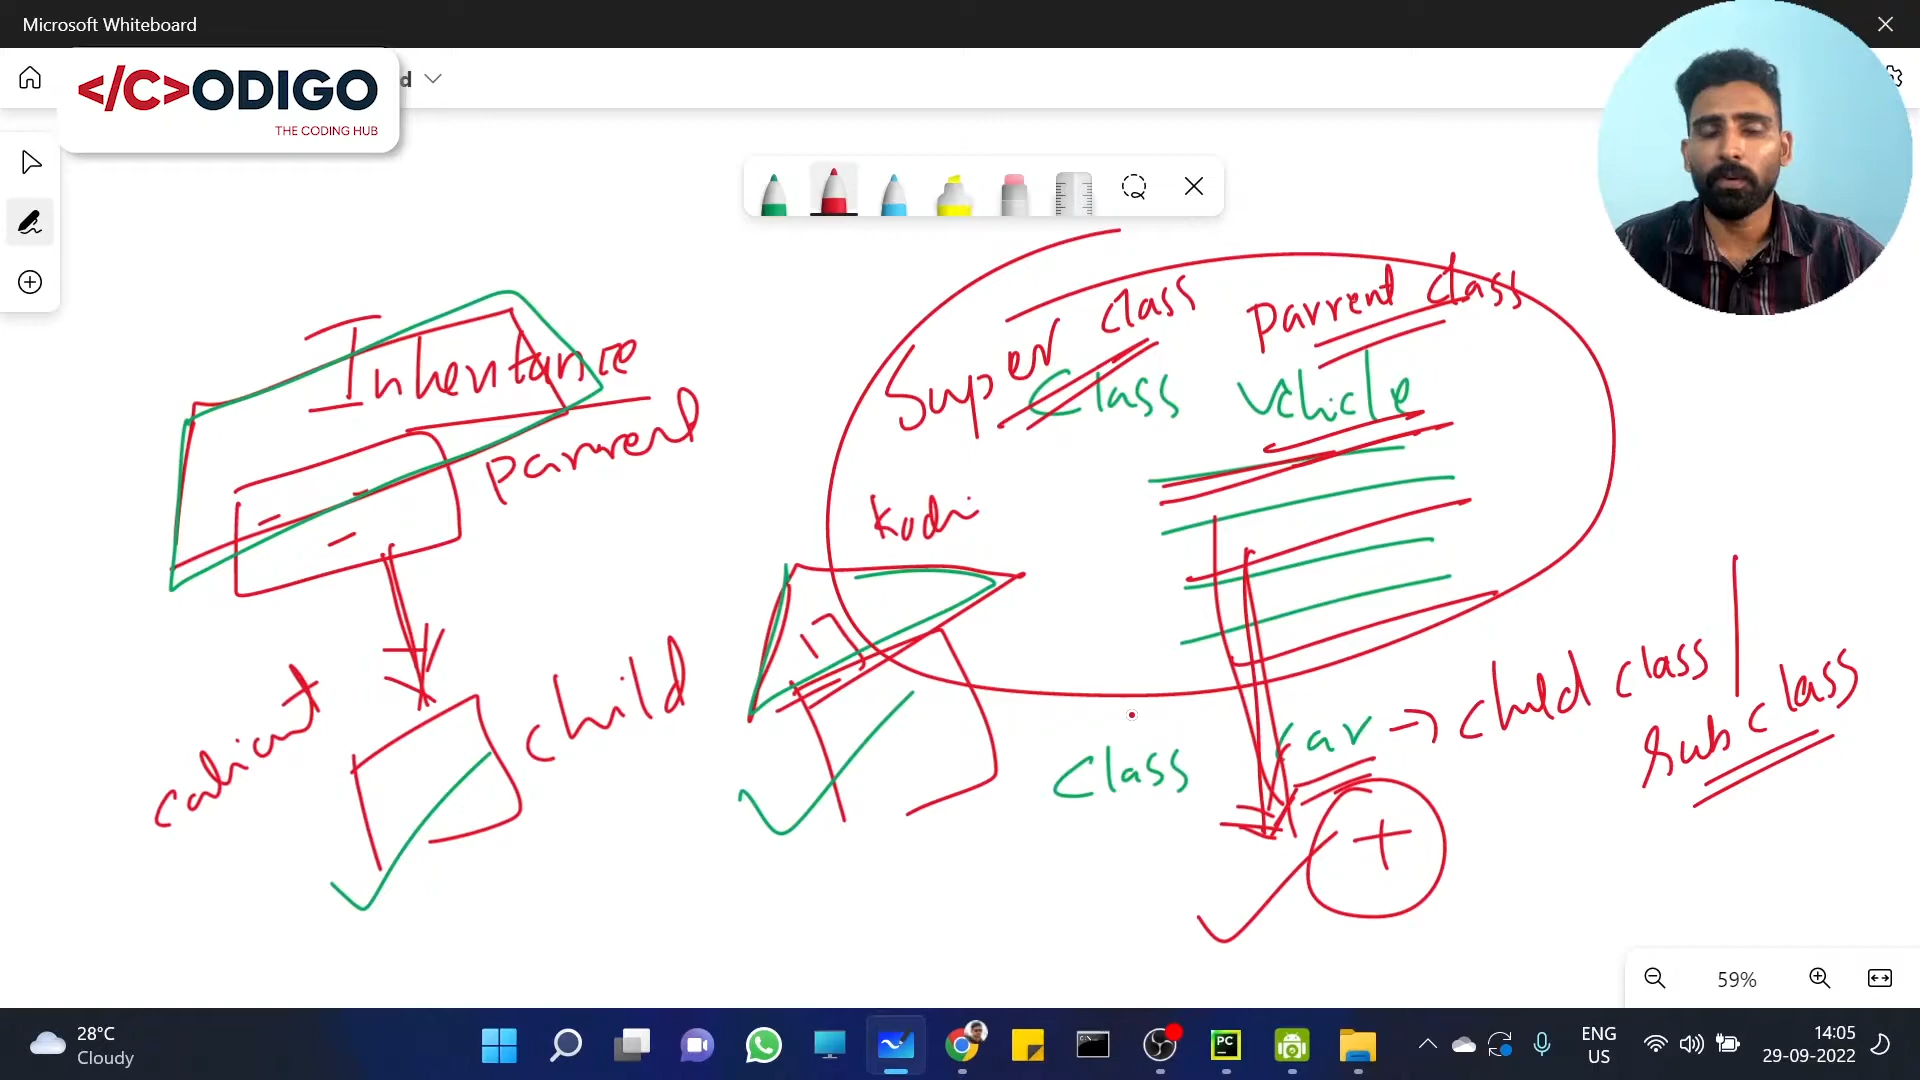 Microsoft Whiteboard
</C>ODIGO
THE CODING HUB
d
Inheritance
Parrent
child
Super class
Parrent class
Class Vehicle
Kodi
Class Car → child class
Sub class
+
59%
28°C
Cloudy
PC
ENG
US
14:05
29-09-2022